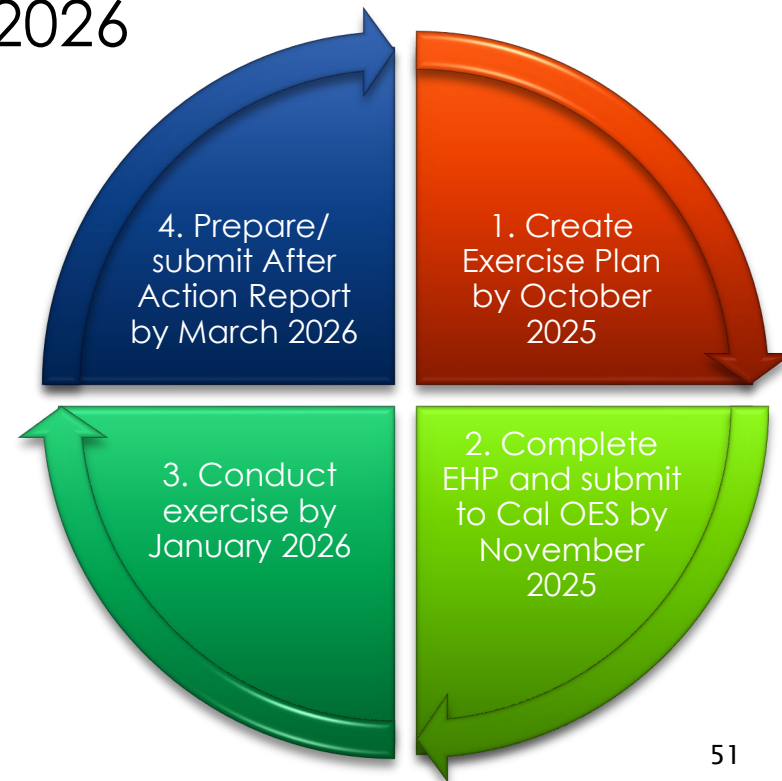 2026
4. Prepare/
submit After
Action Report
by March 2026
1. Create
Exercise Plan
by October
2025
3. Conduct
exercise by
January 2026
2. Complete
EHP and submit
to Cal OES by
November
2025
51